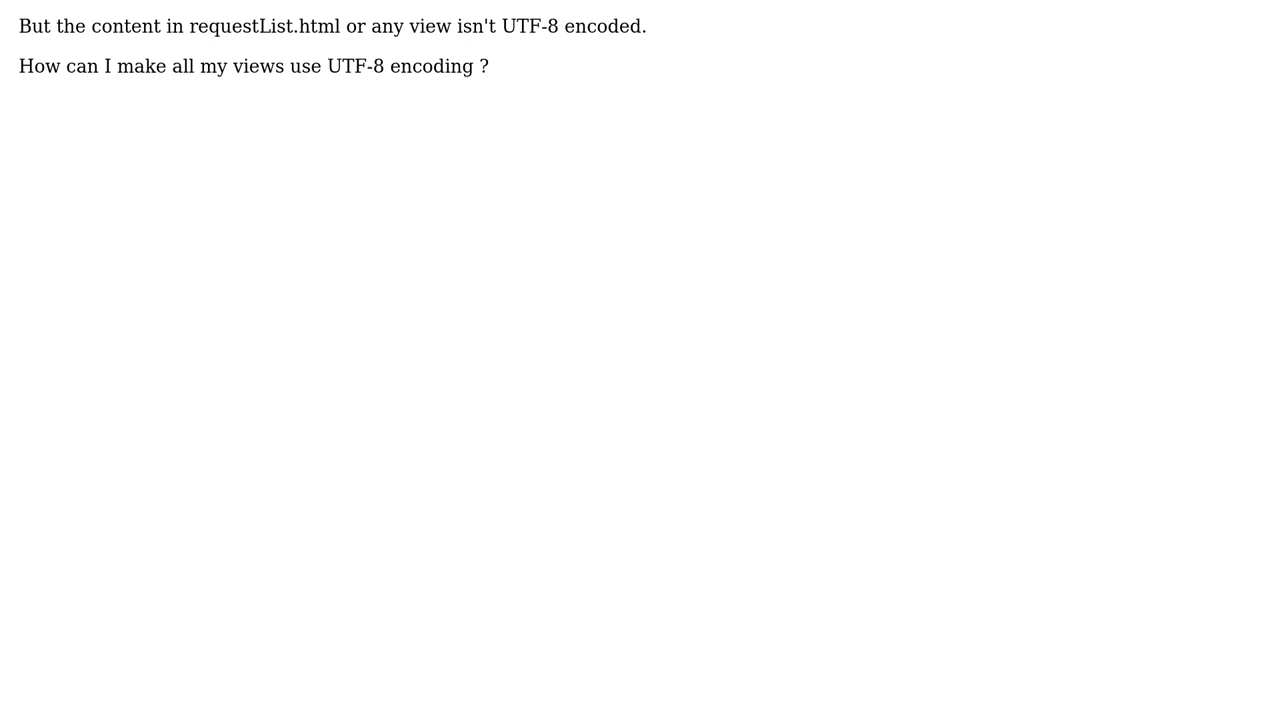 But the content in requestList.html or any view isn't UTF-8 encoded.
How can I make all my views use UTF-8 encoding ?